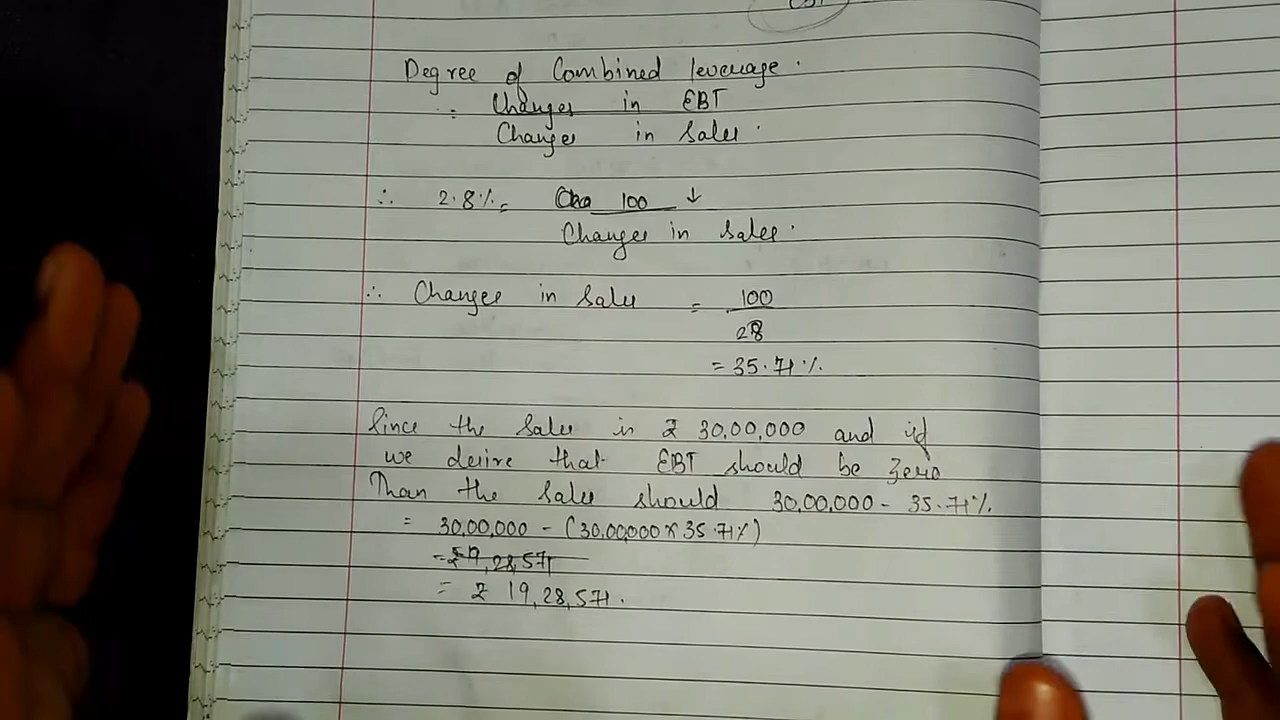 Degree of Combined leverage.
= Changes in EBT
Changes in Sales.
∴ 2.8%= 100 ↓
Changes in Sales.
∴ Changes in Sales = 100
28
= 35.71%.
Since the Sales is ₹ 30,00,000 and if
we desire that EBT should be Zero
Than the Sales should 30,00,000 - 35.71%.
= 30,00,000 - (30,00,000 x 35.71%)
= ₹ 19,28,571.